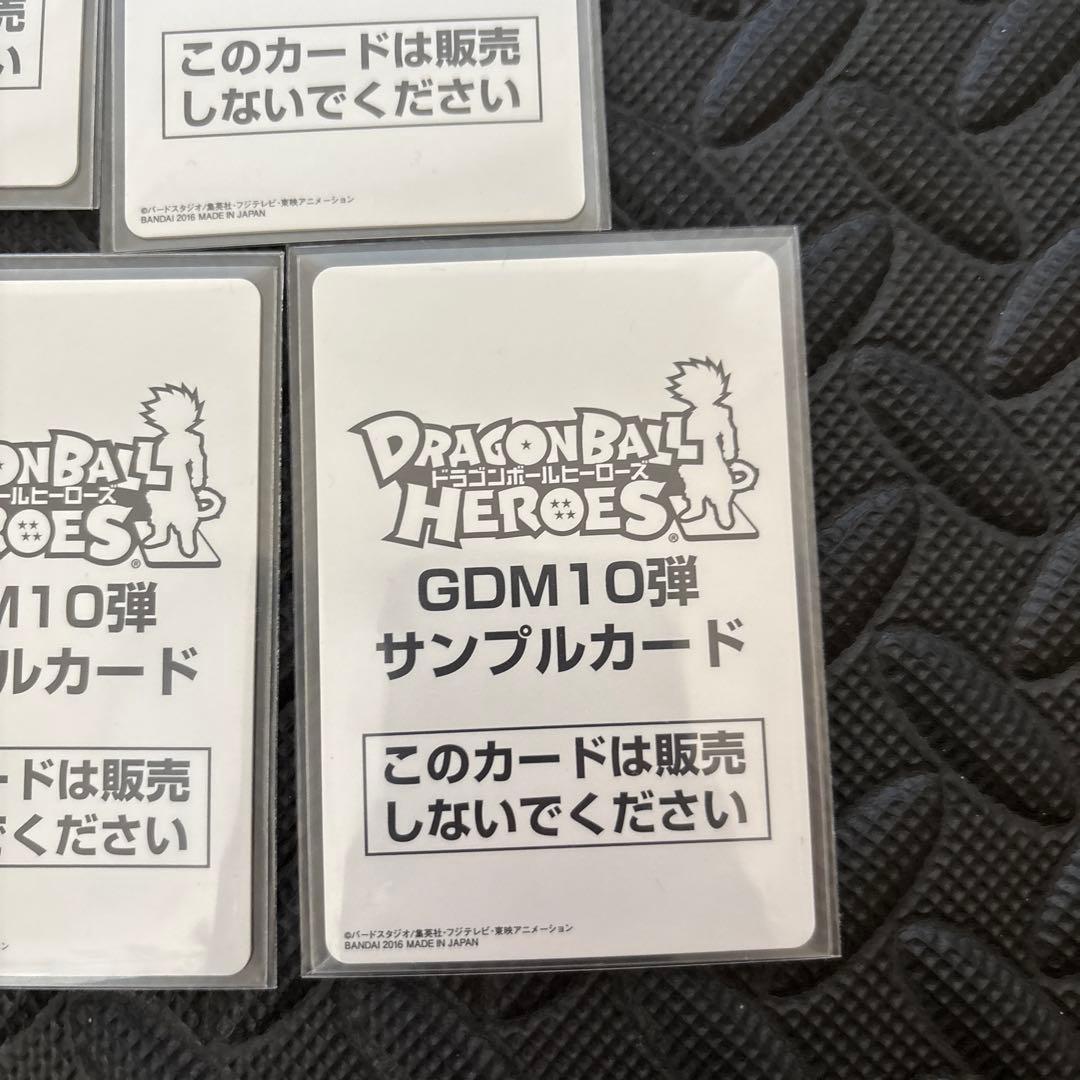 売
い
このカードは販売
しないでください
©バードスタジオ/集英社・フジテレビ・東映アニメーション
BANDAI 2016 MADE IN JAPAN
ONBALL
ールヒーローズ
ROES®
M10弾
ルカード
ードは販売
でください
ン
DRAGONBALL
ドラゴンボールヒーローズ
HEROES®
GDM10弾
サンプルカード
このカードは販売
しないでください
©バードスタジオ/集英社・フジテレビ・東映アニメーション
BANDAI 2016 MADE IN JAPAN